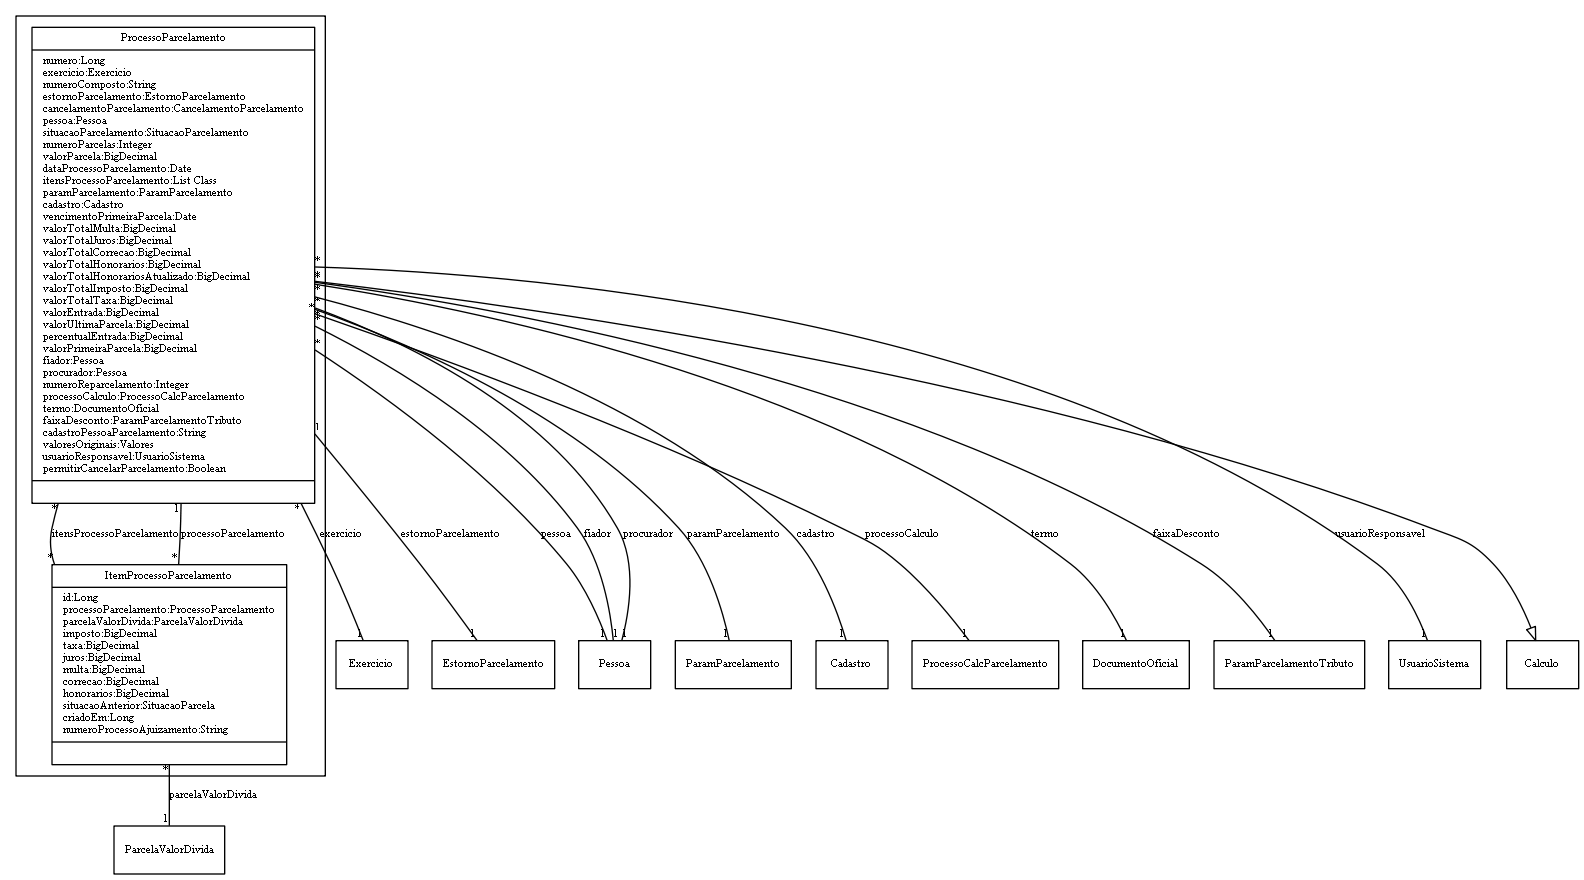 ProcessoParcelamento
numero:Long
exercicio:Exercicio
numeroComposto:String
estornoParcelamento:EstornoParcelamento
cancelamentoParcelamento:CancelamentoParcelamento
pessoa:Pessoa
situacaoParcelamento:SituacaoParcelamento
numeroParcelas:Integer
valorParcela:BigDecimal
dataProcessoParcelamento:Date
itensProcessoParcelamento:List Class
paramParcelamento:ParamParcelamento
cadastro:Cadastro
vencimentoPrimeiraParcela:Date
valorTotalMulta:BigDecimal
valorTotalJuros:BigDecimal
valorTotalCorrecao:BigDecimal
valorTotalHonorarios:BigDecimal
valorTotalHonorariosAtualizado:BigDecimal
valorTotalImposto:BigDecimal
valorTotalTaxa:BigDecimal
valorEntrada:BigDecimal
valorUltimaParcela:BigDecimal
percentualEntrada:BigDecimal
valorPrimeiraParcela:BigDecimal
fiador:Pessoa
procurador:Pessoa
numeroReparcelamento:Integer
processoCalculo:ProcessoCalcParcelamento
termo:DocumentoOficial
faixaDesconto:ParamParcelamentoTributo
cadastroPessoaParcelamento:String
valoresOriginais:Valores
usuarioResponsavel:UsuarioSistema
permitirCancelarParcelamento:Boolean
*
*
*
*
*
*
*
*
*
1
* 1 *
itensProcessoParcelamento processoParcelamento exercicio estornoParcelamento pessoa fiador procurador paramParcelamento cadastro processoCalculo termo faixaDesconto usuarioResponsavel
* *
ItemProcessoParcelamento
id:Long
processoParcelamento:ProcessoParcelamento
parcelaValorDivida:ParcelaValorDivida
imposto:BigDecimal
taxa:BigDecimal
juros:BigDecimal
multa:BigDecimal
correcao:BigDecimal
honorarios:BigDecimal
situacaoAnterior:SituacaoParcela
criadoEm:Long
numeroProcessoAjuizamento:String
1 1 1 1 1 1 1 1 1 1 1
Exercicio EstornoParcelamento Pessoa ParamParcelamento Cadastro ProcessoCalcParcelamento DocumentoOficial ParamParcelamentoTributo UsuarioSistema Calculo
*
parcelaValorDivida
1
ParcelaValorDivida